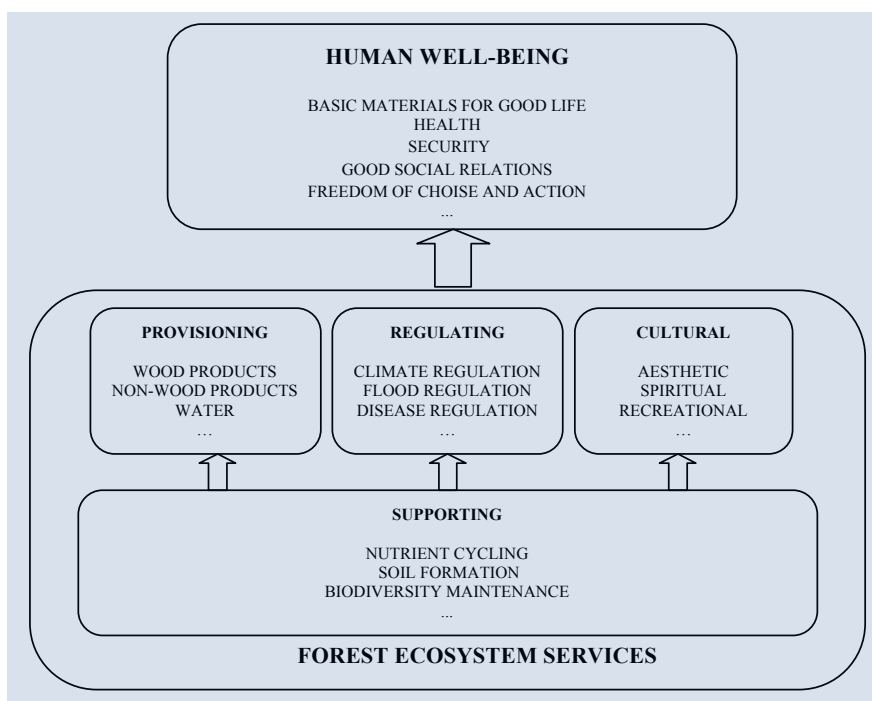 HUMAN WELL-BEING
BASIC MATERIALS FOR GOOD LIFE
HEALTH
SECURITY
GOOD SOCIAL RELATIONS
FREEDOM OF CHOISE AND ACTION
...
PROVISIONING
WOOD PRODUCTS
NON-WOOD PRODUCTS
WATER
...
REGULATING
CLIMATE REGULATION
FLOOD REGULATION
DISEASE REGULATION
...
CULTURAL
AESTHETIC
SPIRITUAL
RECREATIONAL
...
SUPPORTING
NUTRIENT CYCLING
SOIL FORMATION
BIODIVERSITY MAINTENANCE
...
FOREST ECOSYSTEM SERVICES